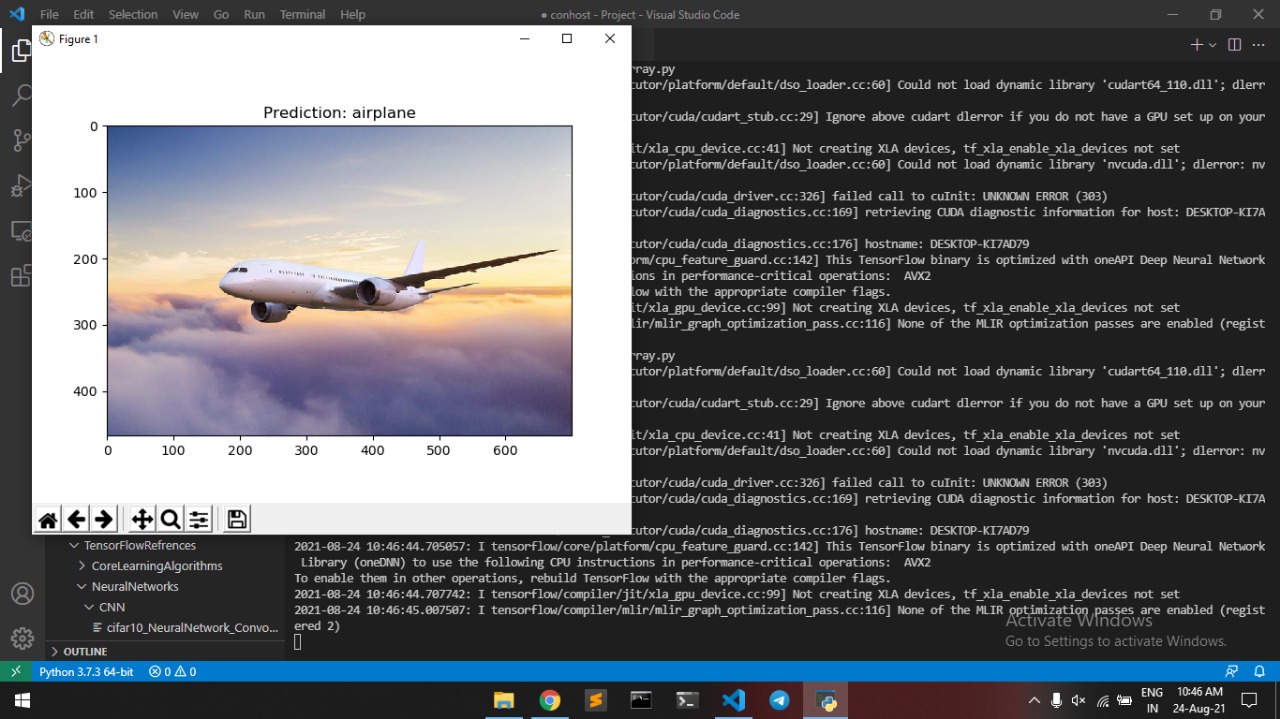 File Edit Selection View Go Run Terminal Help
● conhost - Project - Visual Studio Code
Figure 1
Prediction: airplane
0
100
200
300
400
0 100 200 300 400 500 600
rray.py
cutor/platform/default/dso_loader.cc:60] Could not load dynamic library 'cudart64_110.dll'; dlerr
cutor/cuda/cudart_stub.cc:29] Ignore above cudart dlerror if you do not have a GPU set up on your
it/xla_cpu_device.cc:41] Not creating XLA devices, tf_xla_enable_xla_devices not set
cutor/platform/default/dso_loader.cc:60] Could not load dynamic library 'nvcuda.dll'; dlerror: nv
cutor/cuda/cuda_driver.cc:326] failed call to cuInit: UNKNOWN ERROR (303)
cutor/cuda/cuda_diagnostics.cc:169] retrieving CUDA diagnostic information for host: DESKTOP-KI7A
cutor/cuda/cuda_diagnostics.cc:176] hostname: DESKTOP-KI7AD79
orm/cpu_feature_guard.cc:142] This TensorFlow binary is optimized with oneAPI Deep Neural Network
ions in performance-critical operations:  AVX2
low with the appropriate compiler flags.
it/xla_gpu_device.cc:99] Not creating XLA devices, tf_xla_enable_xla_devices not set
lir/mlir_graph_optimization_pass.cc:116] None of the MLIR optimization passes are enabled (regist
rray.py
cutor/platform/default/dso_loader.cc:60] Could not load dynamic library 'cudart64_110.dll'; dlerr
cutor/cuda/cudart_stub.cc:29] Ignore above cudart dlerror if you do not have a GPU set up on your
it/xla_cpu_device.cc:41] Not creating XLA devices, tf_xla_enable_xla_devices not set
cutor/platform/default/dso_loader.cc:60] Could not load dynamic library 'nvcuda.dll'; dlerror: nv
cutor/cuda/cuda_driver.cc:326] failed call to cuInit: UNKNOWN ERROR (303)
cutor/cuda/cuda_diagnostics.cc:169] retrieving CUDA diagnostic information for host: DESKTOP-KI7A
cutor/cuda/cuda_diagnostics.cc:176] hostname: DESKTOP-KI7AD79
2021-08-24 10:46:44.705057: I tensorflow/core/platform/cpu_feature_guard.cc:142] This TensorFlow binary is optimized with oneAPI Deep Neural Network
Library (oneDNN) to use the following CPU instructions in performance-critical operations:  AVX2
To enable them in other operations, rebuild TensorFlow with the appropriate compiler flags.
2021-08-24 10:46:44.707742: I tensorflow/compiler/jit/xla_gpu_device.cc:99] Not creating XLA devices, tf_xla_enable_xla_devices not set
2021-08-24 10:46:45.007507: I tensorflow/compiler/mlir/mlir_graph_optimization_pass.cc:116] None of the MLIR optimization passes are enabled (regist
ered 2)
TensorFlowRefrences
CoreLearningAlgorithms
NeuralNetworks
CNN
cifar10_NeuralNetwork_Convo...
OUTLINE
Activate Windows
Go to Settings to activate Windows.
Python 3.7.3 64-bit 0 0
ENG 10:46 AM
IN 24-Aug-21